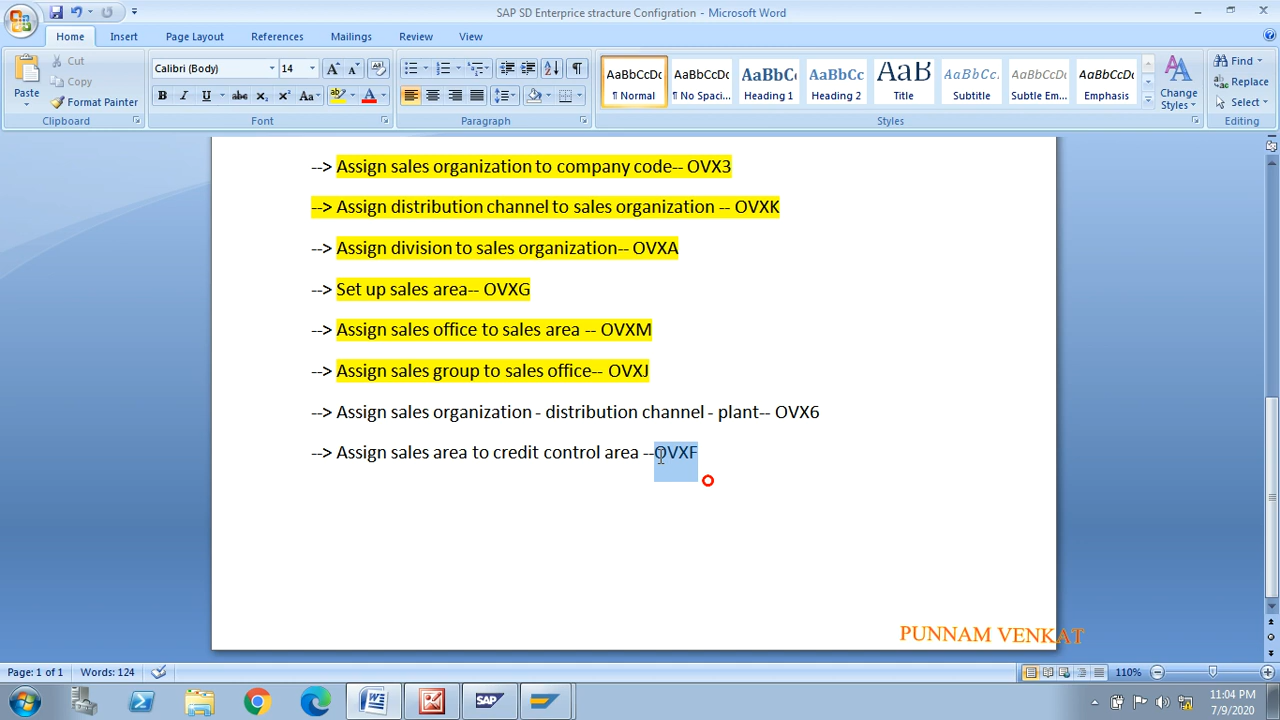 SAP SD Enterprice stracture Configration - Microsoft Word
Home Insert Page Layout References Mailings Review View
Paste
Cut
Copy
Format Painter
Clipboard
Calibri (Body) 14
Font
Paragraph
AaBbCcDc AaBbCcDc AaBbCc AaBbCc AaB AaBbCc. AaBbCcDc AaBbCcDc
¶ Normal ¶ No Spaci... Heading 1 Heading 2 Title Subtitle Subtle Em... Emphasis
Change Styles
Styles
Find
Replace
Select
Editing
--> Assign sales organization to company code-- OVX3
--> Assign distribution channel to sales organization -- OVXK
--> Assign division to sales organization-- OVXA
--> Set up sales area-- OVXG
--> Assign sales office to sales area -- OVXM
--> Assign sales group to sales office-- OVXJ
--> Assign sales organization - distribution channel - plant-- OVX6
--> Assign sales area to credit control area --OVXF
PUNNAM VENKAT
Page: 1 of 1 Words: 124 110%
11:04 PM
7/9/2020